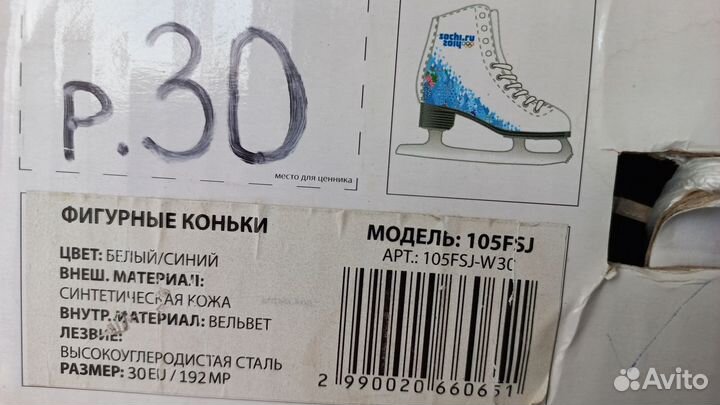 р.30
место для ценника
sochi.ru
2014
ФИГУРНЫЕ КОНЬКИ
ЦВЕТ: БЕЛЫЙ/СИНИЙ
ВНЕШ. МАТЕРИАЛ:
СИНТЕТИЧЕСКАЯ КОЖА
ВНУТР.МАТЕРИАЛ: ВЕЛЬВЕТ
ЛЕЗВИЕ:
ВЫСОКОУГЛЕРОДИСТАЯ СТАЛЬ
РАЗМЕР: 30 EU / 192 MP
МОДЕЛЬ: 105FSJ
АРТ.: 105FSJ-W30
2 990020 660651
Avito